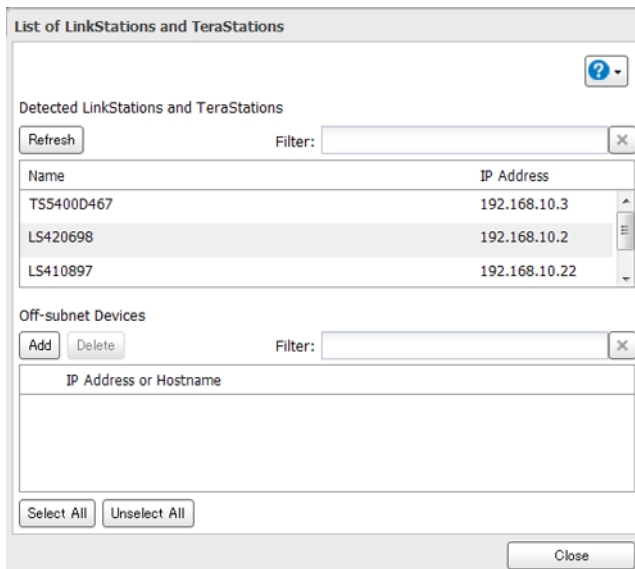 List of LinkStations and TeraStations
?
Detected LinkStations and TeraStations
Refresh Filter:
Name IP Address
TS5400D467 192.168.10.3
LS420698 192.168.10.2
LS410897 192.168.10.22
Off-subnet Devices
Add Delete Filter:
IP Address or Hostname
Select All Unselect All
Close